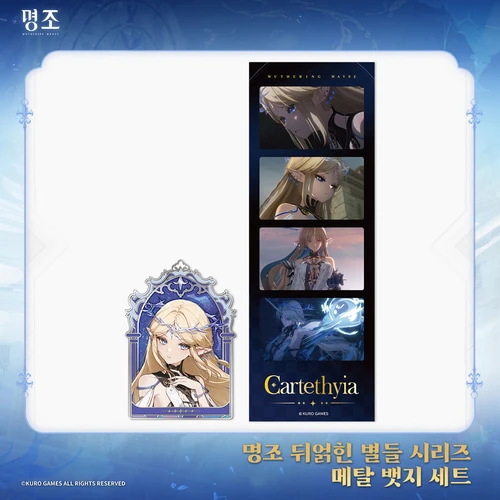 명조
WUTHERING WAVES
WUTHERING WAVES
Cartethyia
© KURO GAMES
명조 뒤얽힌 별들 시리즈
메탈 뱃지 세트
©KURO GAMES ALL RIGHTS RESERVED